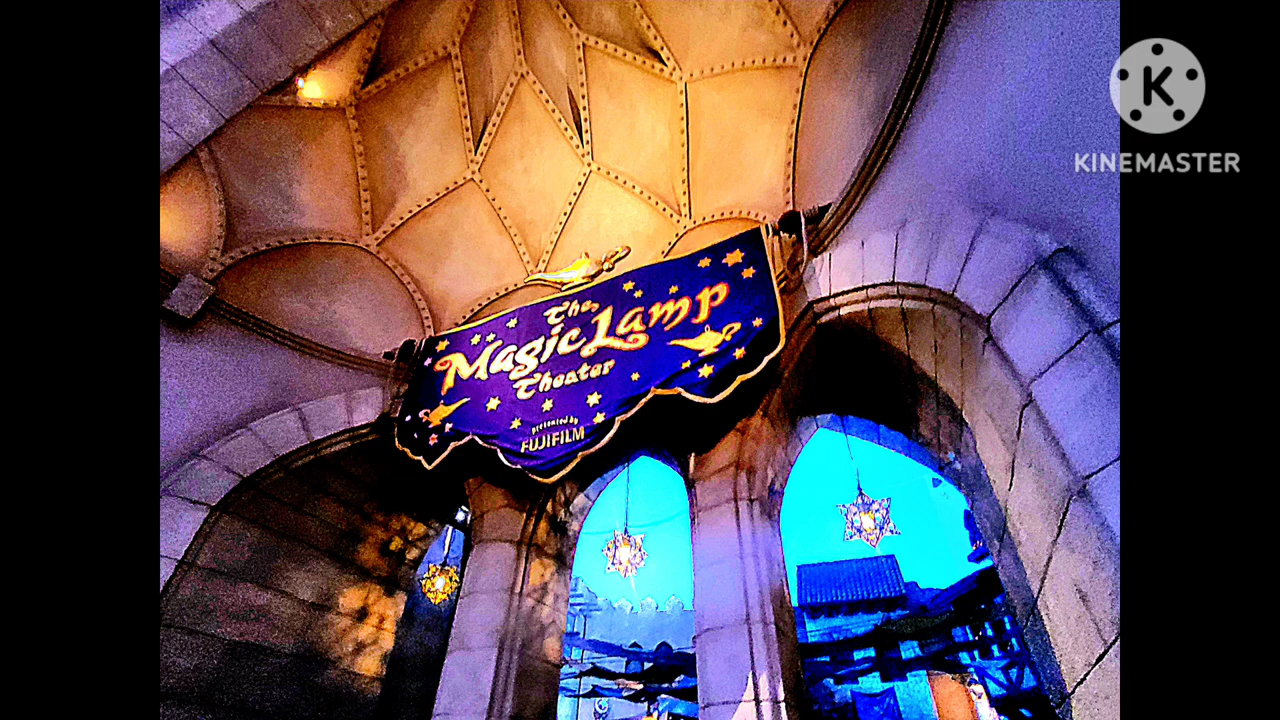 The
Magic Lamp
Theater
presented by
FUJIFILM
K
KINEMASTER